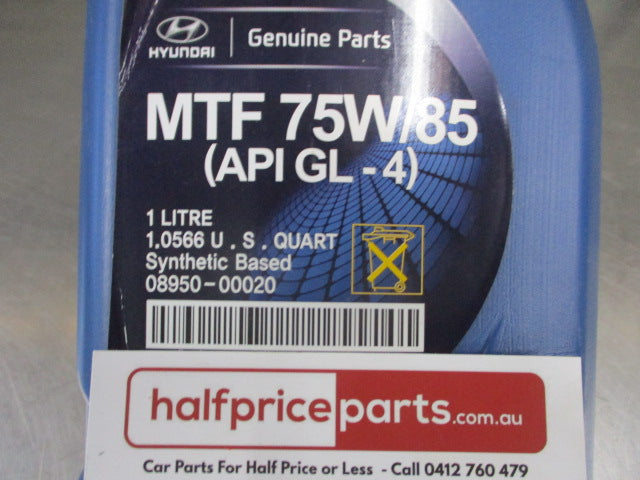 HYUNDAI
Genuine Parts
MTF 75W/85
(API GL - 4)
1 LITRE
1.0566 U . S . QUART
Synthetic Based
08950-00020
halfpriceparts.com.au
Car Parts For Half Price or Less - Call 0412 760 479